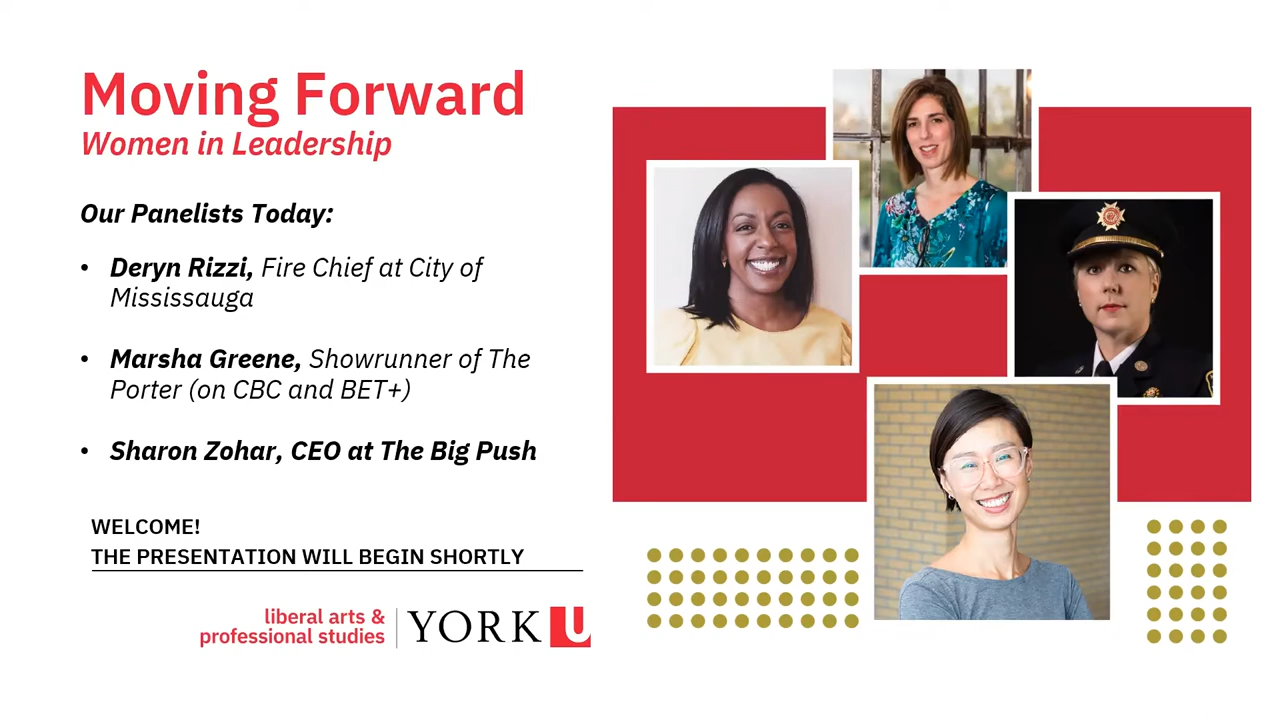 Moving Forward
Women in Leadership
Our Panelists Today:
• Deryn Rizzi, Fire Chief at City of
Mississauga
• Marsha Greene, Showrunner of The
Porter (on CBC and BET+)
• Sharon Zohar, CEO at The Big Push
WELCOME!
THE PRESENTATION WILL BEGIN SHORTLY
liberal arts &
professional studies
YORK U